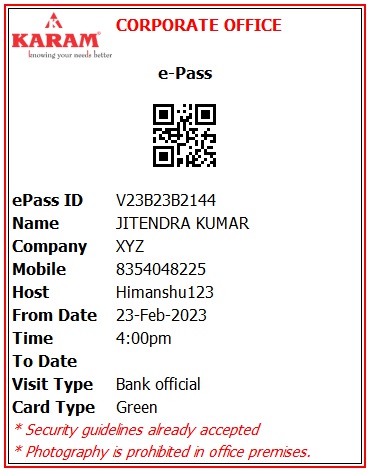 CORPORATE OFFICE
KARAM®
knowing your needs better
e-Pass
ePass ID V23B23B2144
Name JITENDRA KUMAR
Company XYZ
Mobile 8354048225
Host Himanshu123
From Date 23-Feb-2023
Time 4:00pm
To Date
Visit Type Bank official
Card Type Green
* Security guidelines already accepted
* Photography is prohibited in office premises.